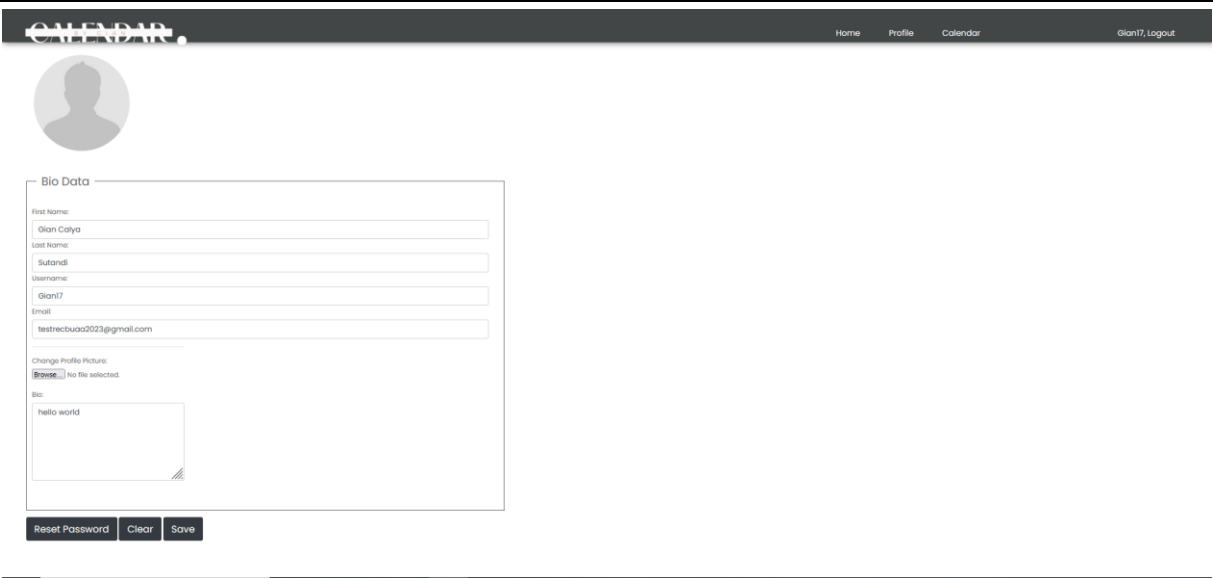 CALENDAR.
Home Profile Calendar Gian17, Logout
Bio Data
First Name:
Gian Calya
Last Name:
Sutandi
Username:
Gian17
Email:
testrecbuaa2023@gmail.com
Change Profile Picture:
Browse... No file selected.
Bio:
hello world
Reset Password Clear Save